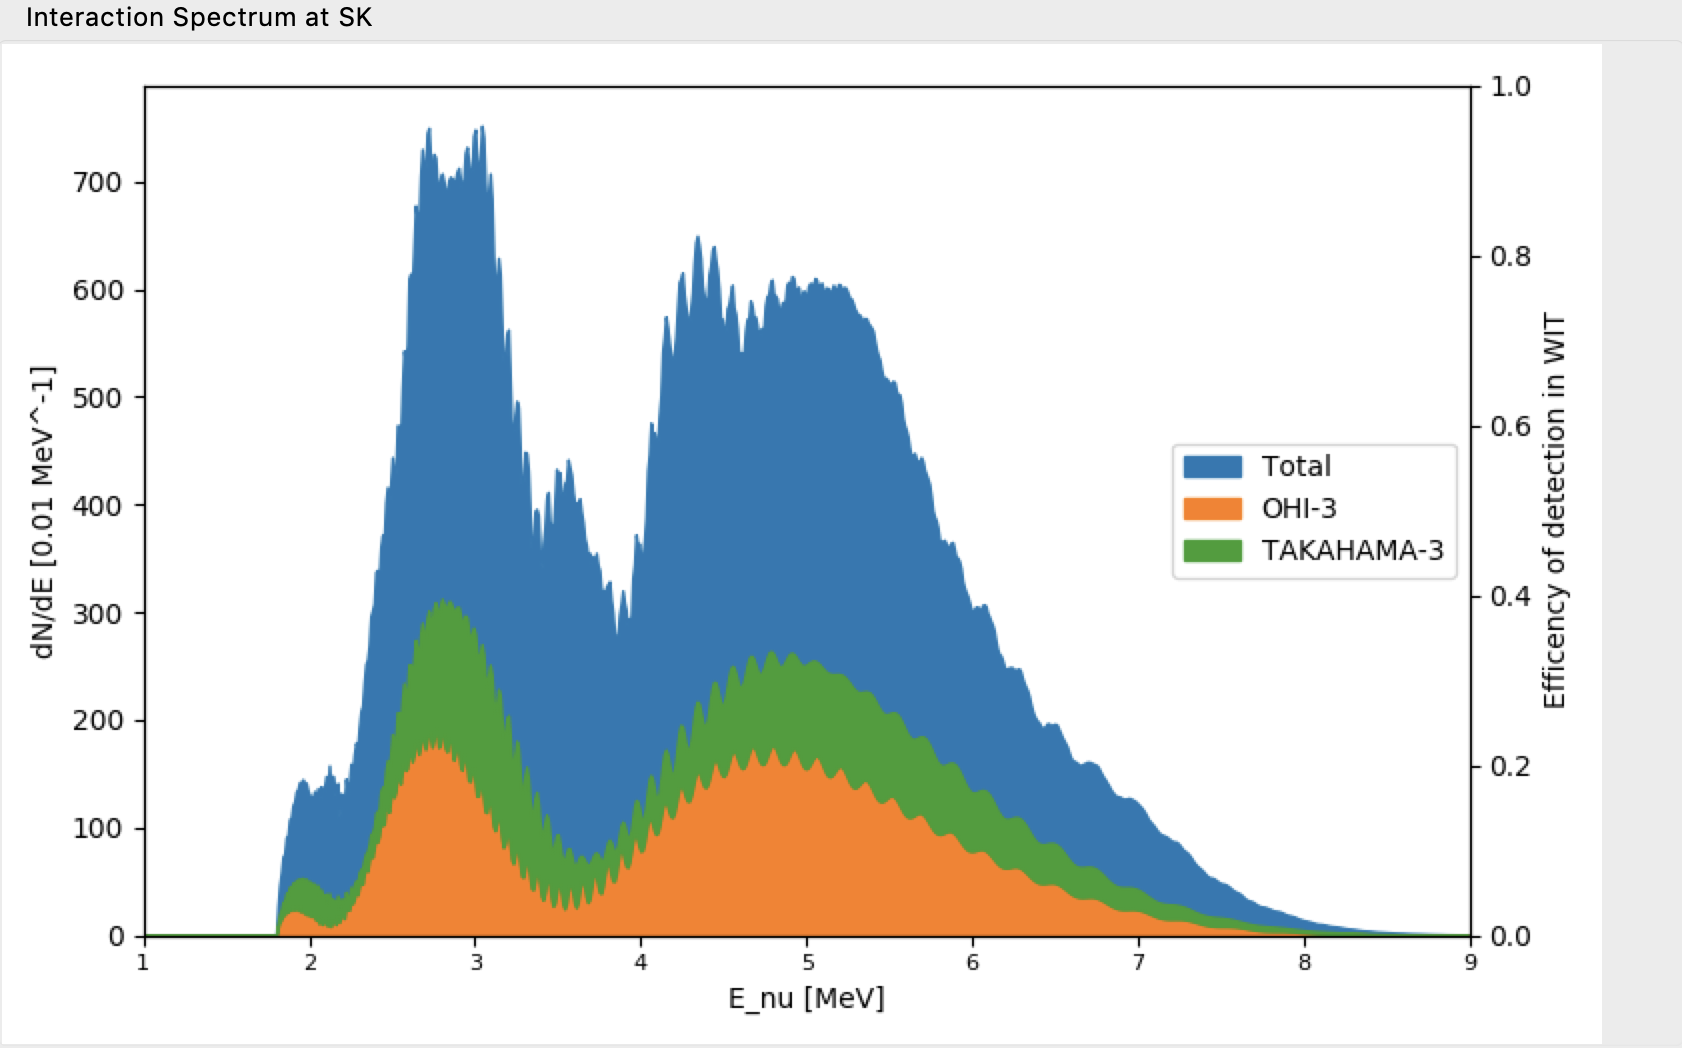 Interaction Spectrum at SK
dN/dE [0.01 MeV^-1]
700
600
500
400
300
200
100
0
1.0
0.8
0.6
0.4
0.2
0.0
Efficency of detection in WIT
Total
OHI-3
TAKAHAMA-3
1 2 3 4 5 6 7 8 9
E_nu [MeV]